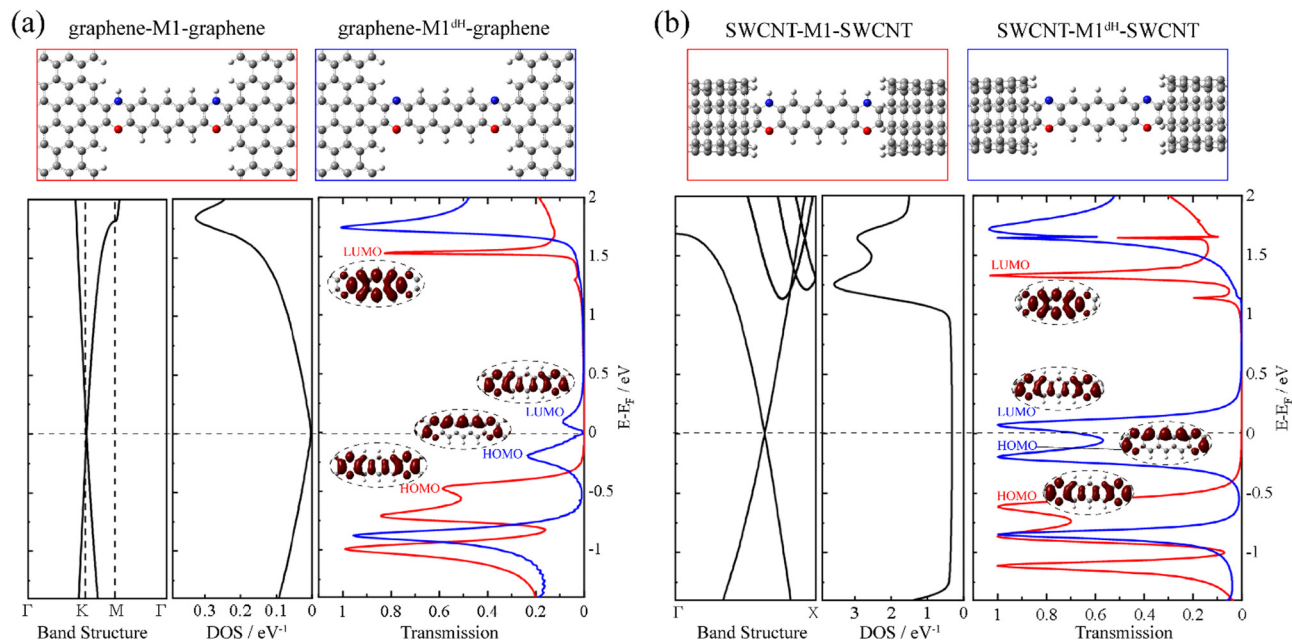 (a)
graphene-M1-graphene
graphene-M1dH-graphene
LUMO
LUMO
HOMO
HOMO
2
1.5
1
0.5
0
-0.5
-1
E-EF / eV
Γ K M Γ
Band Structure
0.3 0.2 0.1 0
DOS / eV-1
1 0.8 0.6 0.4 0.2
Transmission
(b)
SWCNT-M1-SWCNT
SWCNT-M1dH-SWCNT
LUMO
LUMO
HOMO
HOMO
2
1.5
1
0.5
0
-0.5
-1
E-EF / eV
Γ X
Band Structure
3 2 1 0
DOS / eV-1
1 0.8 0.6 0.4 0.2 0
Transmission